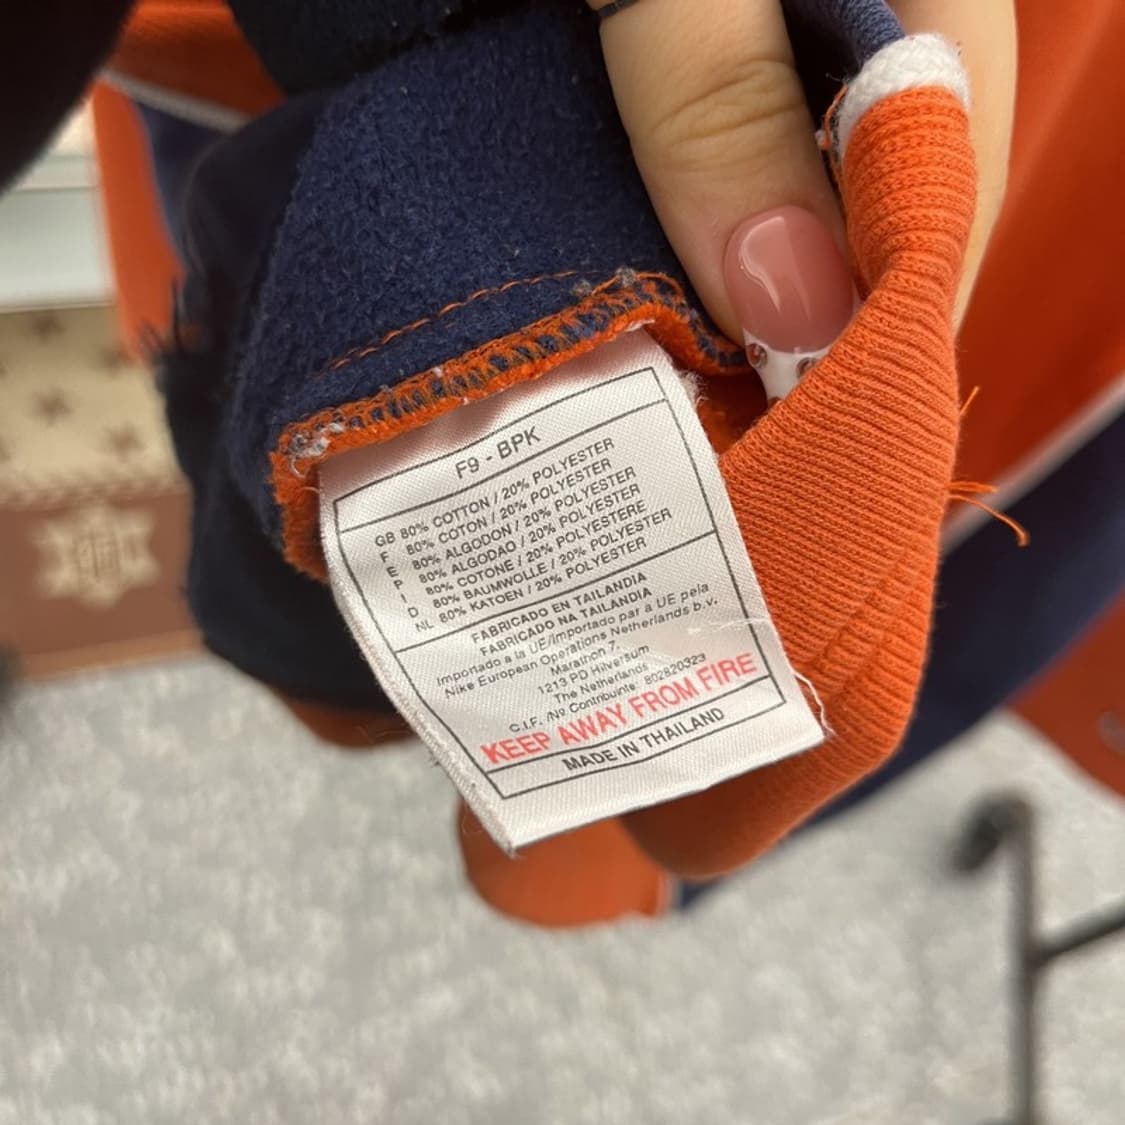 F9 - BPK
GB 80% COTTON / 20% POLYESTER
F 80% COTON / 20% POLYESTER
E 80% ALGODON / 20% POLYESTER
P 80% ALGODAO / 20% POLYESTER
I 80% COTONE / 20% POLYESTERE
D 80% BAUMWOLLE / 20% POLYESTER
NL 80% KATOEN / 20% POLYESTER
FABRICADO EN TAILANDIA
FABRICADO NA TAILANDIA
Importado a la UE/Importado par a UE pela
Nike European Operations Netherlands b.v.
Marathon 7,
1213 PD Hilversum
The Netherlands
C.I.F. /Nº Contribuinte: 802820323
KEEP AWAY FROM FIRE
MADE IN THAILAND